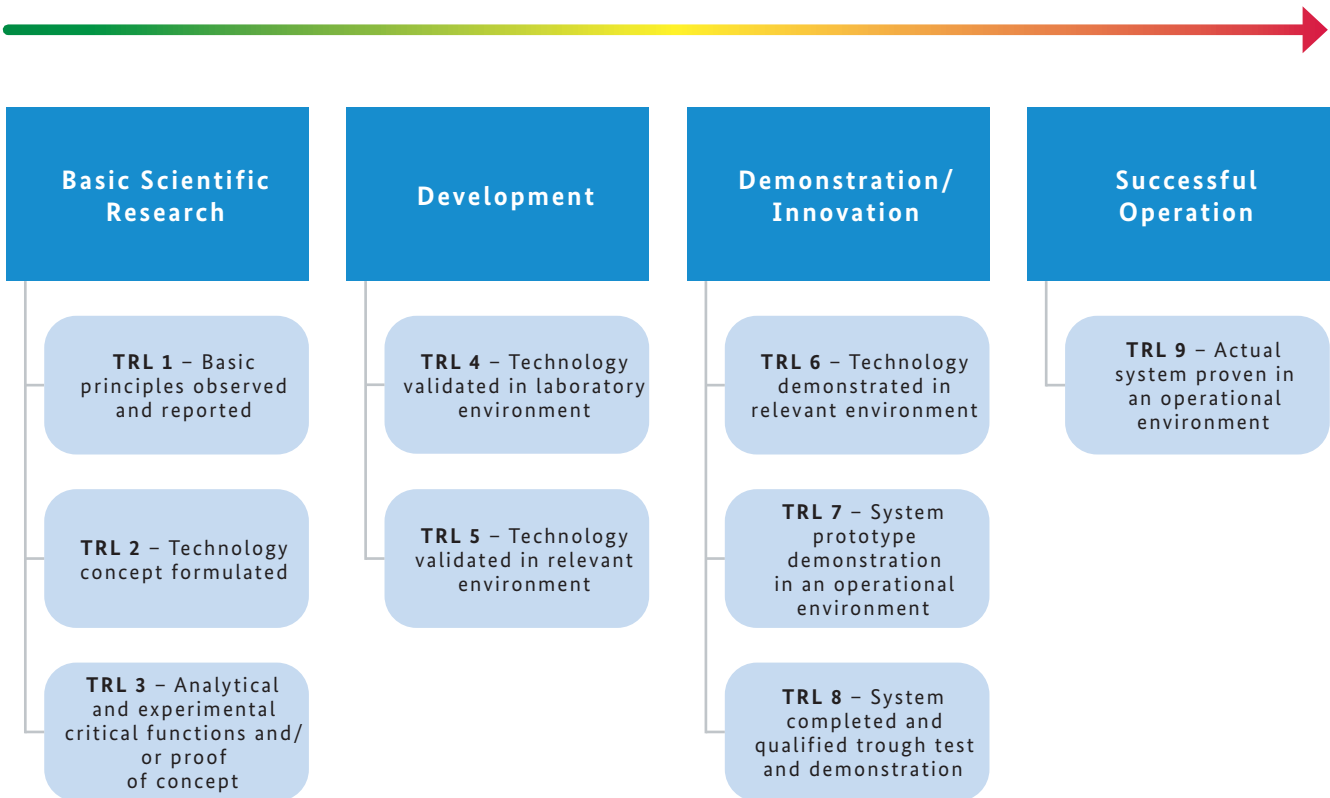 Basic Scientific
Research
TRL 1 – Basic
principles observed
and reported
TRL 2 – Technology
concept formulated
TRL 3 – Analytical
and experimental
critical functions and/
or proof
of concept
Development
TRL 4 – Technology
validated in laboratory
environment
TRL 5 – Technology
validated in relevant
environment
Demonstration/
Innovation
TRL 6 – Technology
demonstrated in
relevant environment
TRL 7 – System
prototype
demonstration
in an operational
environment
TRL 8 – System
completed and
qualified trough test
and demonstration
Successful
Operation
TRL 9 – Actual
system proven in
an operational
environment